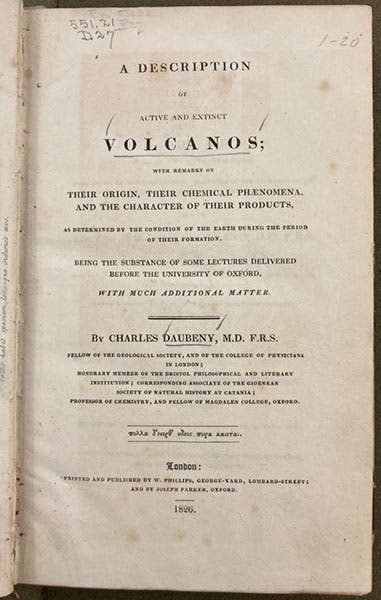 551.21
D27
1-20
A DESCRIPTION
OF
ACTIVE AND EXTINCT
VOLCANOS;
WITH REMARKS ON
THEIR ORIGIN, THEIR CHEMICAL PHÆNOMENA,
AND THE CHARACTER OF THEIR PRODUCTS,
AS DETERMINED BY THE CONDITION OF THE EARTH DURING THE PERIOD
OF THEIR FORMATION.
BEING THE SUBSTANCE OF SOME LECTURES DELIVERED
BEFORE THE UNIVERSITY OF OXFORD,
WITH MUCH ADDITIONAL MATTER.
BY CHARLES DAUBENY, M.D. F.R.S.
FELLOW OF THE GEOLOGICAL SOCIETY, AND OF THE COLLEGE OF PHYSICIANS
IN LONDON;
HONORARY MEMBER OF THE BRISTOL PHILOSOPHICAL AND LITERARY
INSTITUTION; CORRESPONDING ASSOCIATE OF THE GIOENEAN
SOCIETY OF NATURAL HISTORY AT CATANIA;
PROFESSOR OF CHEMISTRY, AND FELLOW OF MAGDALEN COLLEGE, OXFORD.
London:
PRINTED AND PUBLISHED BY W. PHILLIPS, GEORGE-YARD, LOMBARD-STREET;
AND BY JOSEPH PARKER, OXFORD.
1826.